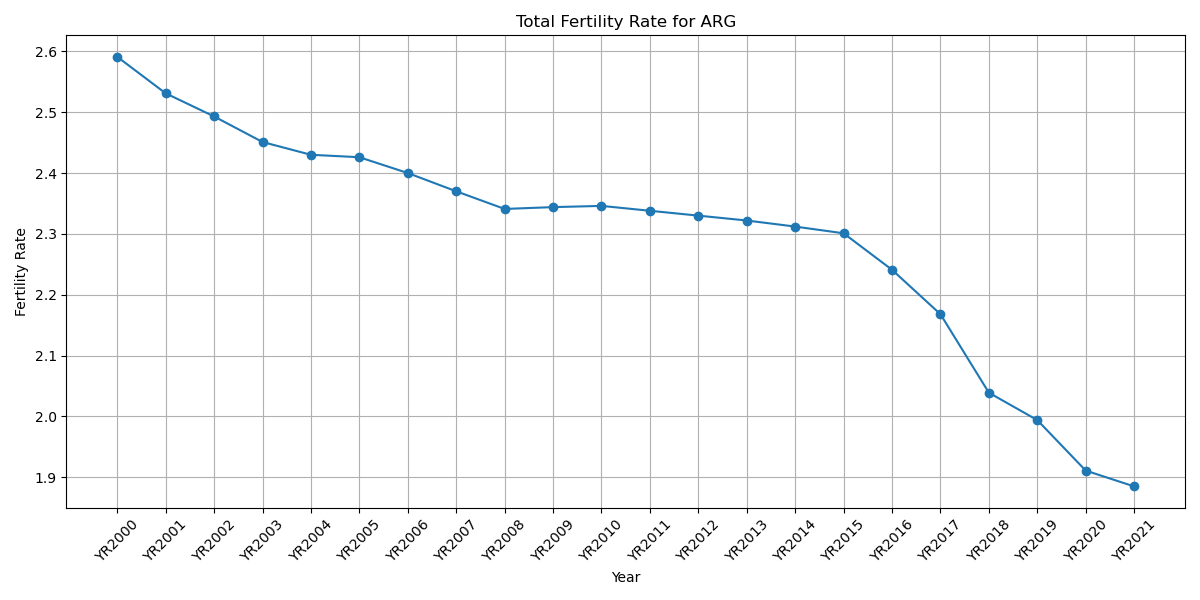 Total Fertility Rate for ARG
Fertility Rate
2.6
2.5
2.4
2.3
2.2
2.1
2.0
1.9
YR2000
YR2001
YR2002
YR2003
YR2004
YR2005
YR2006
YR2007
YR2008
YR2009
YR2010
YR2011
YR2012
YR2013
YR2014
YR2015
YR2016
YR2017
YR2018
YR2019
YR2020
YR2021
Year